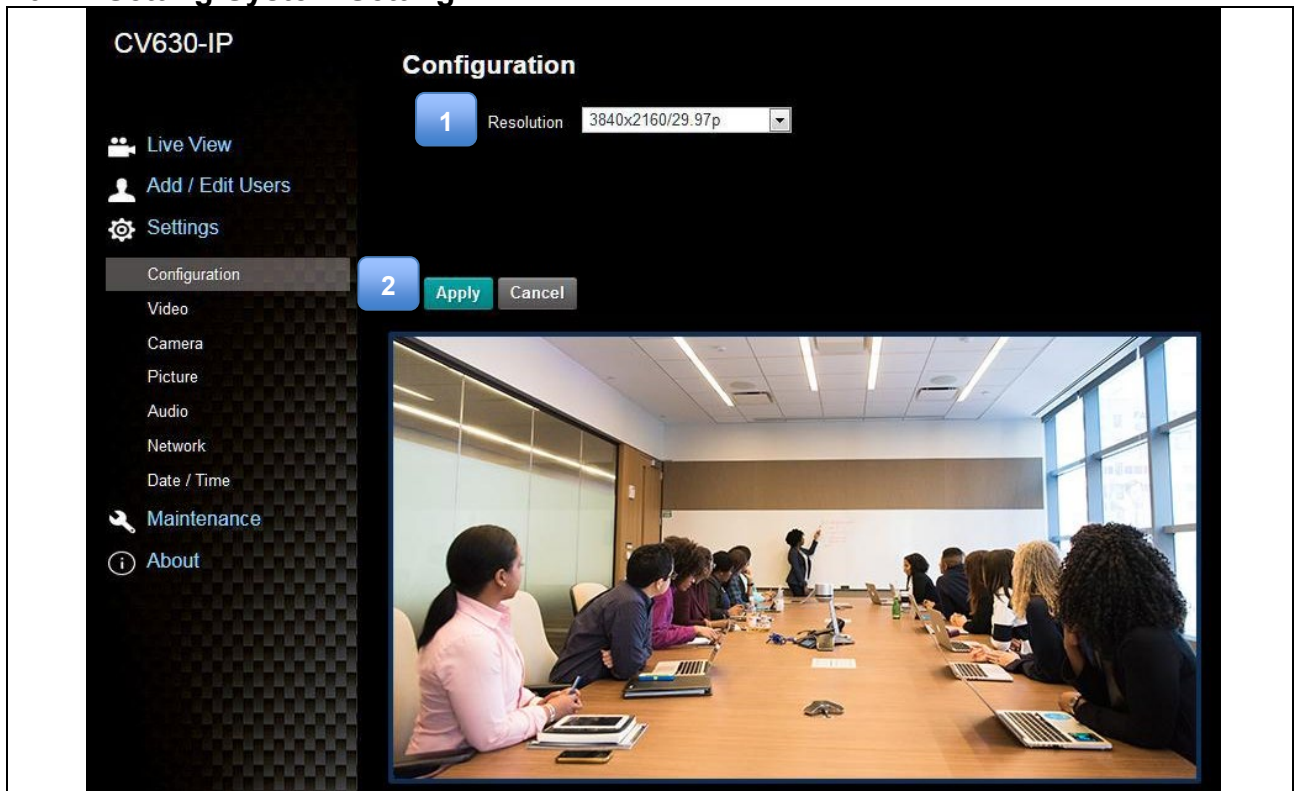 CV630-IP
Live View
Add / Edit Users
Settings
Configuration
Video
Camera
Picture
Audio
Network
Date / Time
Maintenance
About
Configuration
1 Resolution 3840x2160/29.97p
2 Apply Cancel